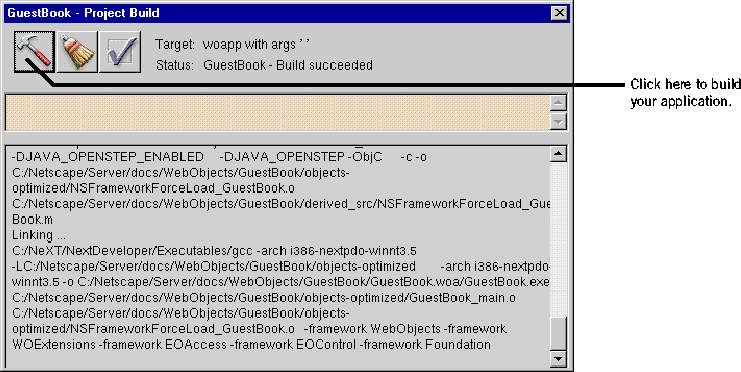 GuestBook - Project Build
Target: woapp with args ' '
Status: GuestBook - Build succeeded
Click here to build
your application.
-DJAVA_OPENSTEP_ENABLED -DJAVA_OPENSTEP -ObjC -c -o
C:/Netscape/Server/docs/WebObjects/GuestBook/objects-
optimized/NSFrameworkForceLoad_GuestBook.o
C:/Netscape/Server/docs/WebObjects/GuestBook/derived_src/NSFrameworkForceLoad_Gue
Book.m
Linking ...
C:/NeXT/NextDeveloper/Executables/gcc -arch i386-nextpdo-winnt3.5
-LC:/Netscape/Server/docs/WebObjects/GuestBook/objects-optimized -arch i386-nextpdo-
winnt3.5 -o C:/Netscape/Server/docs/WebObjects/GuestBook/GuestBook.woa/GuestBook.exe
C:/Netscape/Server/docs/WebObjects/GuestBook/objects-optimized/GuestBook_main.o
C:/Netscape/Server/docs/WebObjects/GuestBook/objects-
optimized/NSFrameworkForceLoad_GuestBook.o -framework WebObjects -framework
WOExtensions -framework EOAccess -framework EOControl -framework Foundation